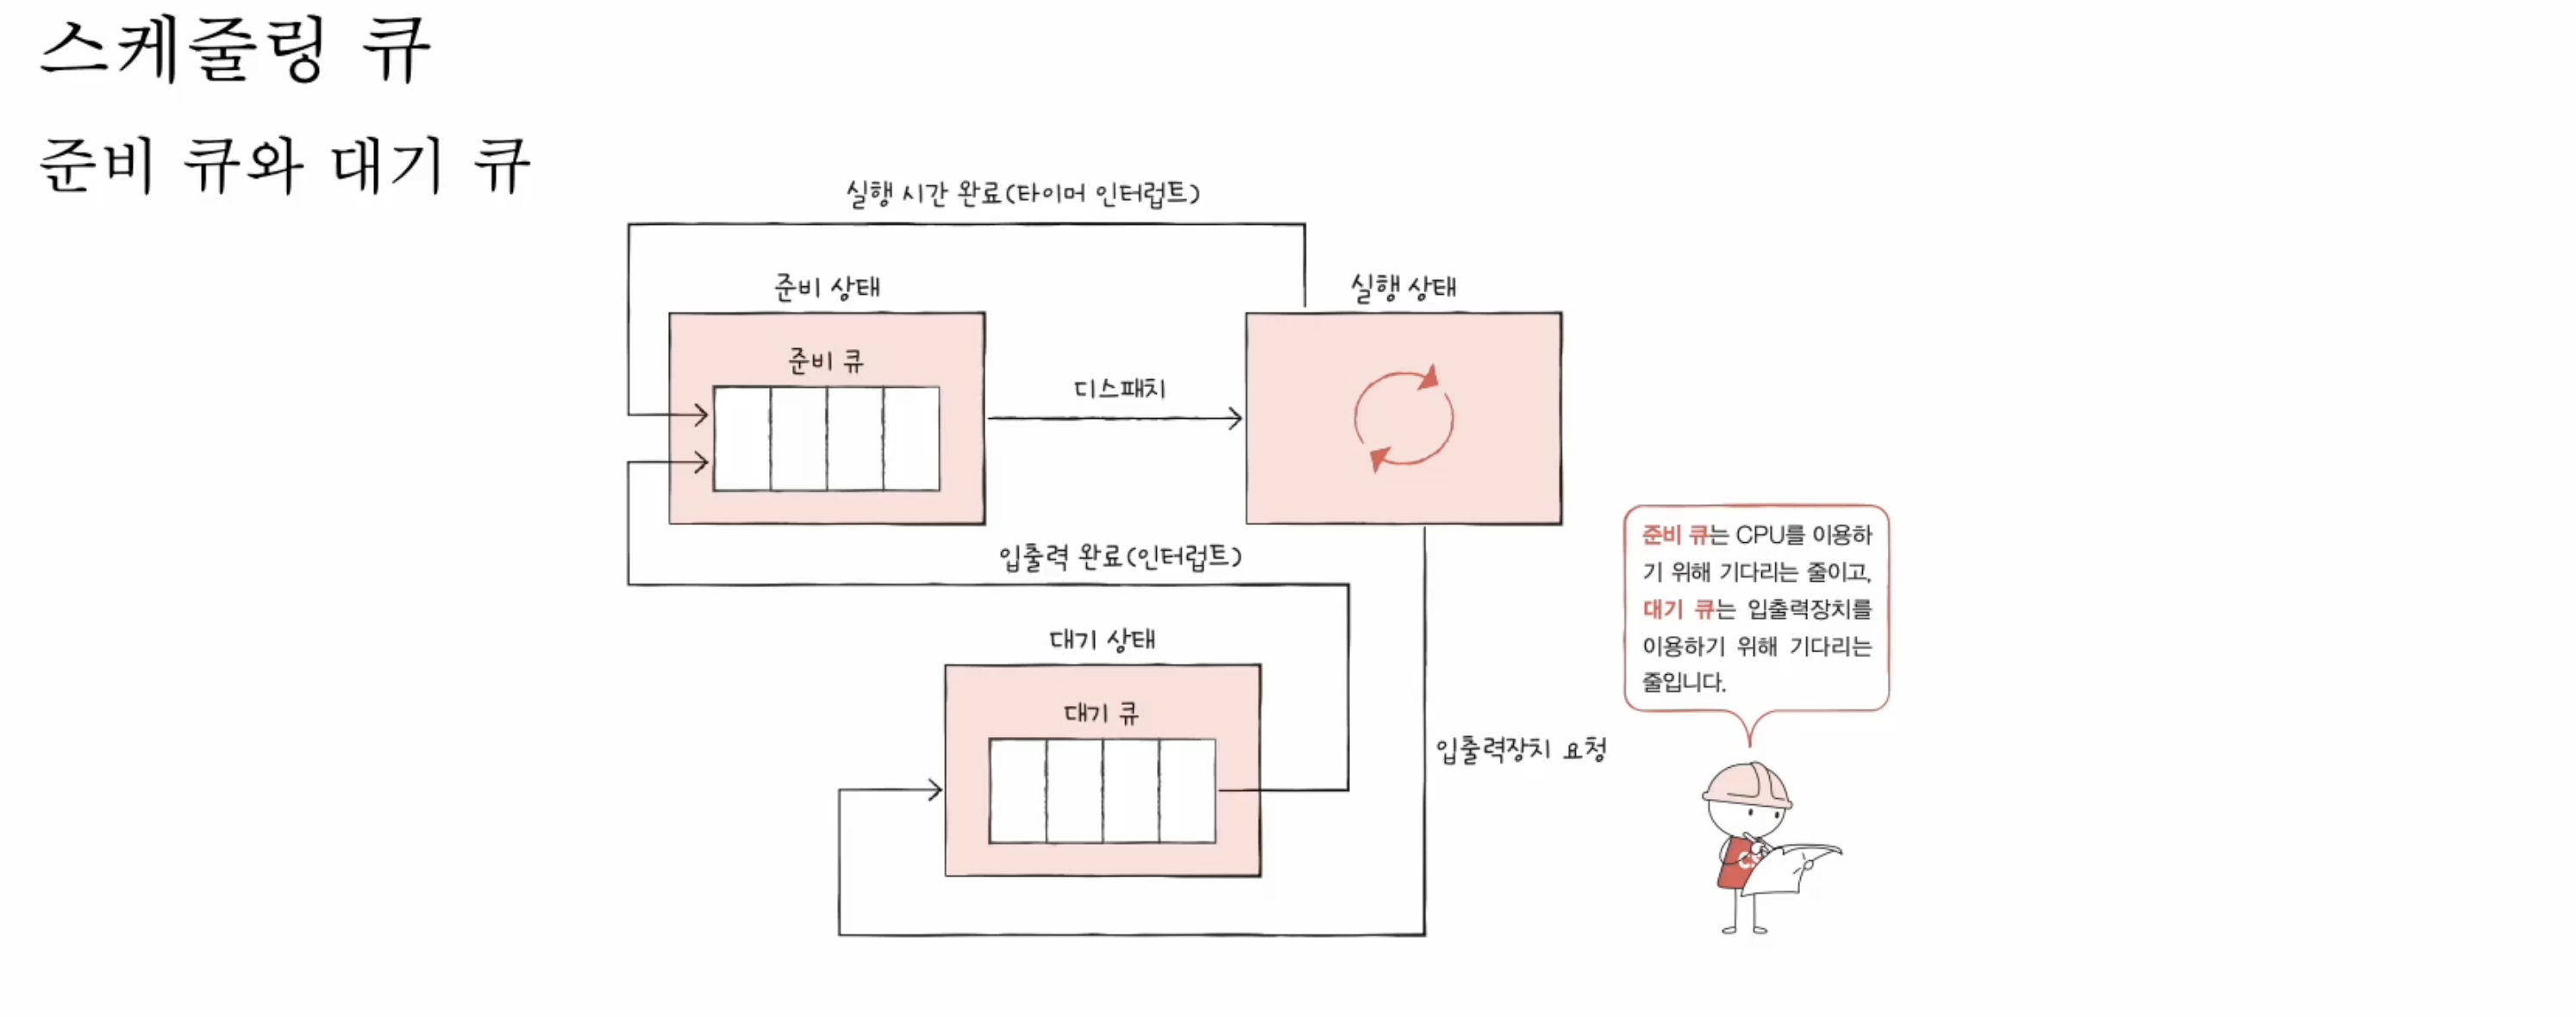 스케줄링 큐
준비 큐와 대기 큐
실행 시간 완료(타이머 인터럽트)
준비 상태
실행 상태
준비 큐
디스패치
입출력 완료(인터럽트)
대기 상태
대기 큐
입출력장치 요청
준비 큐는 CPU를 이용하
기 위해 기다리는 줄이고,
대기 큐는 입출력장치를
이용하기 위해 기다리는
줄입니다.
CS